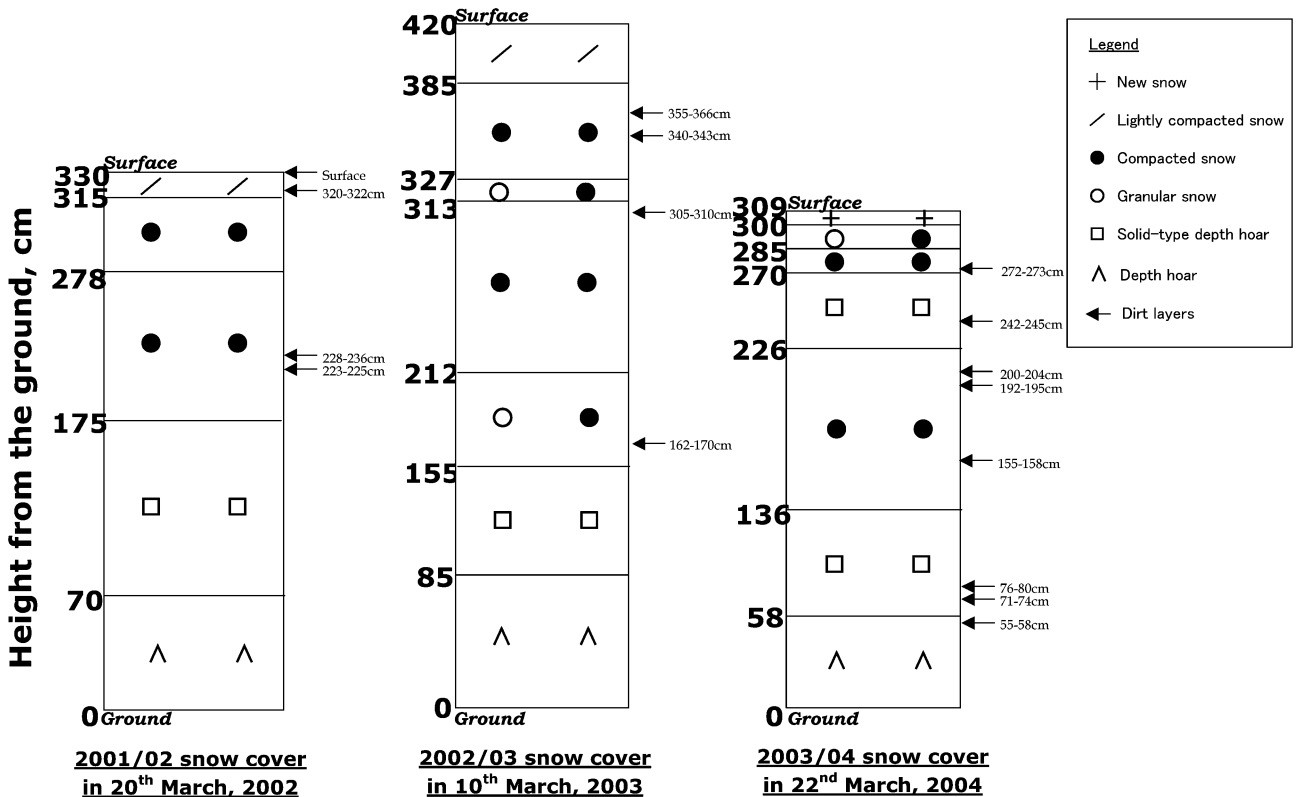 Height from the ground, cm
Surface
330
315
278
175
70
0
Ground
Surface
320-322cm
228-236cm
223-225cm
2001/02 snow cover
in 20th March, 2002
420
Surface
385
327
313
212
155
85
0
Ground
355-366cm
340-343cm
305-310cm
162-170cm
2002/03 snow cover
in 10th March, 2003
309
Surface
300
285
270
226
136
58
0
Ground
272-273cm
242-245cm
200-204cm
192-195cm
155-158cm
76-80cm
71-74cm
55-58cm
2003/04 snow cover
in 22nd March, 2004
Legend
New snow
Lightly compacted snow
Compacted snow
Granular snow
Solid-type depth hoar
Depth hoar
Dirt layers